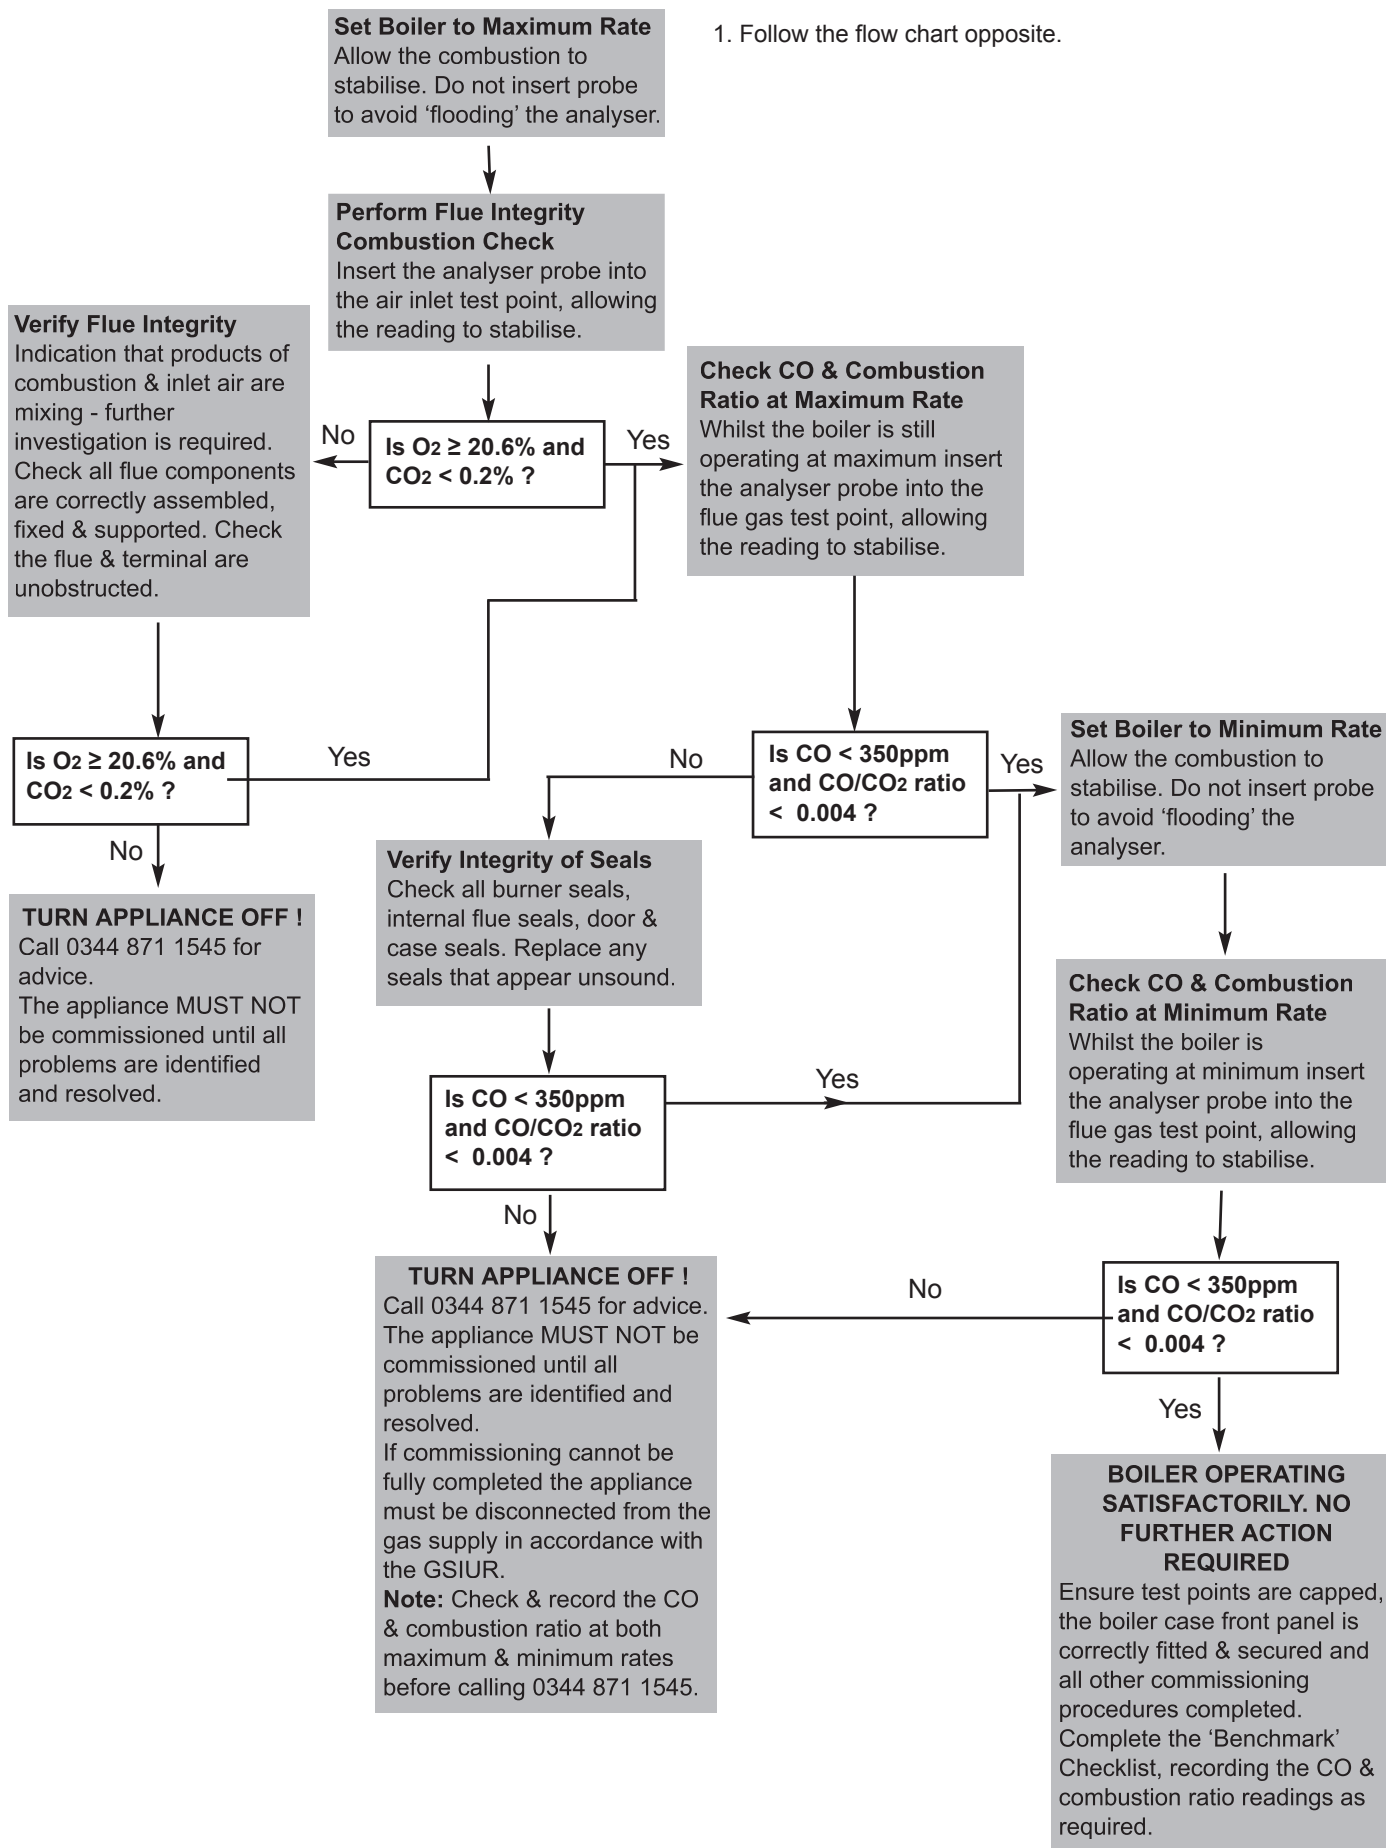 Set Boiler to Maximum Rate
Allow the combustion to
stabilise. Do not insert probe
to avoid ‘flooding’ the analyser.
1. Follow the flow chart opposite.
Perform Flue Integrity
Combustion Check
Insert the analyser probe into
the air inlet test point, allowing
the reading to stabilise.
Verify Flue Integrity
Indication that products of
combustion & inlet air are
mixing - further
investigation is required.
Check all flue components
are correctly assembled,
fixed & supported. Check
the flue & terminal are
unobstructed.
No
Is O2 ≥ 20.6% and
CO2 < 0.2% ?
Yes
Check CO & Combustion
Ratio at Maximum Rate
Whilst the boiler is still
operating at maximum insert
the analyser probe into the
flue gas test point, allowing
the reading to stabilise.
Is O2 ≥ 20.6% and
CO2 < 0.2% ?
Yes
No
TURN APPLIANCE OFF !
Call 0344 871 1545 for
advice.
The appliance MUST NOT
be commissioned until all
problems are identified
and resolved.
No
Is CO < 350ppm
and CO/CO2 ratio
< 0.004 ?
Yes
Set Boiler to Minimum Rate
Allow the combustion to
stabilise. Do not insert probe
to avoid ‘flooding’ the
analyser.
Verify Integrity of Seals
Check all burner seals,
internal flue seals, door &
case seals. Replace any
seals that appear unsound.
Is CO < 350ppm
and CO/CO2 ratio
< 0.004 ?
Yes
No
Check CO & Combustion
Ratio at Minimum Rate
Whilst the boiler is
operating at minimum insert
the analyser probe into the
flue gas test point, allowing
the reading to stabilise.
TURN APPLIANCE OFF !
Call 0344 871 1545 for advice.
The appliance MUST NOT be
commissioned until all
problems are identified and
resolved.
If commissioning cannot be
fully completed the appliance
must be disconnected from the
gas supply in accordance with
the GSIUR.
Note: Check & record the CO
& combustion ratio at both
maximum & minimum rates
before calling 0344 871 1545.
No
Is CO < 350ppm
and CO/CO2 ratio
< 0.004 ?
Yes
BOILER OPERATING
SATISFACTORILY. NO
FURTHER ACTION
REQUIRED
Ensure test points are capped,
the boiler case front panel is
correctly fitted & secured and
all other commissioning
procedures completed.
Complete the ‘Benchmark’
Checklist, recording the CO &
combustion ratio readings as
required.